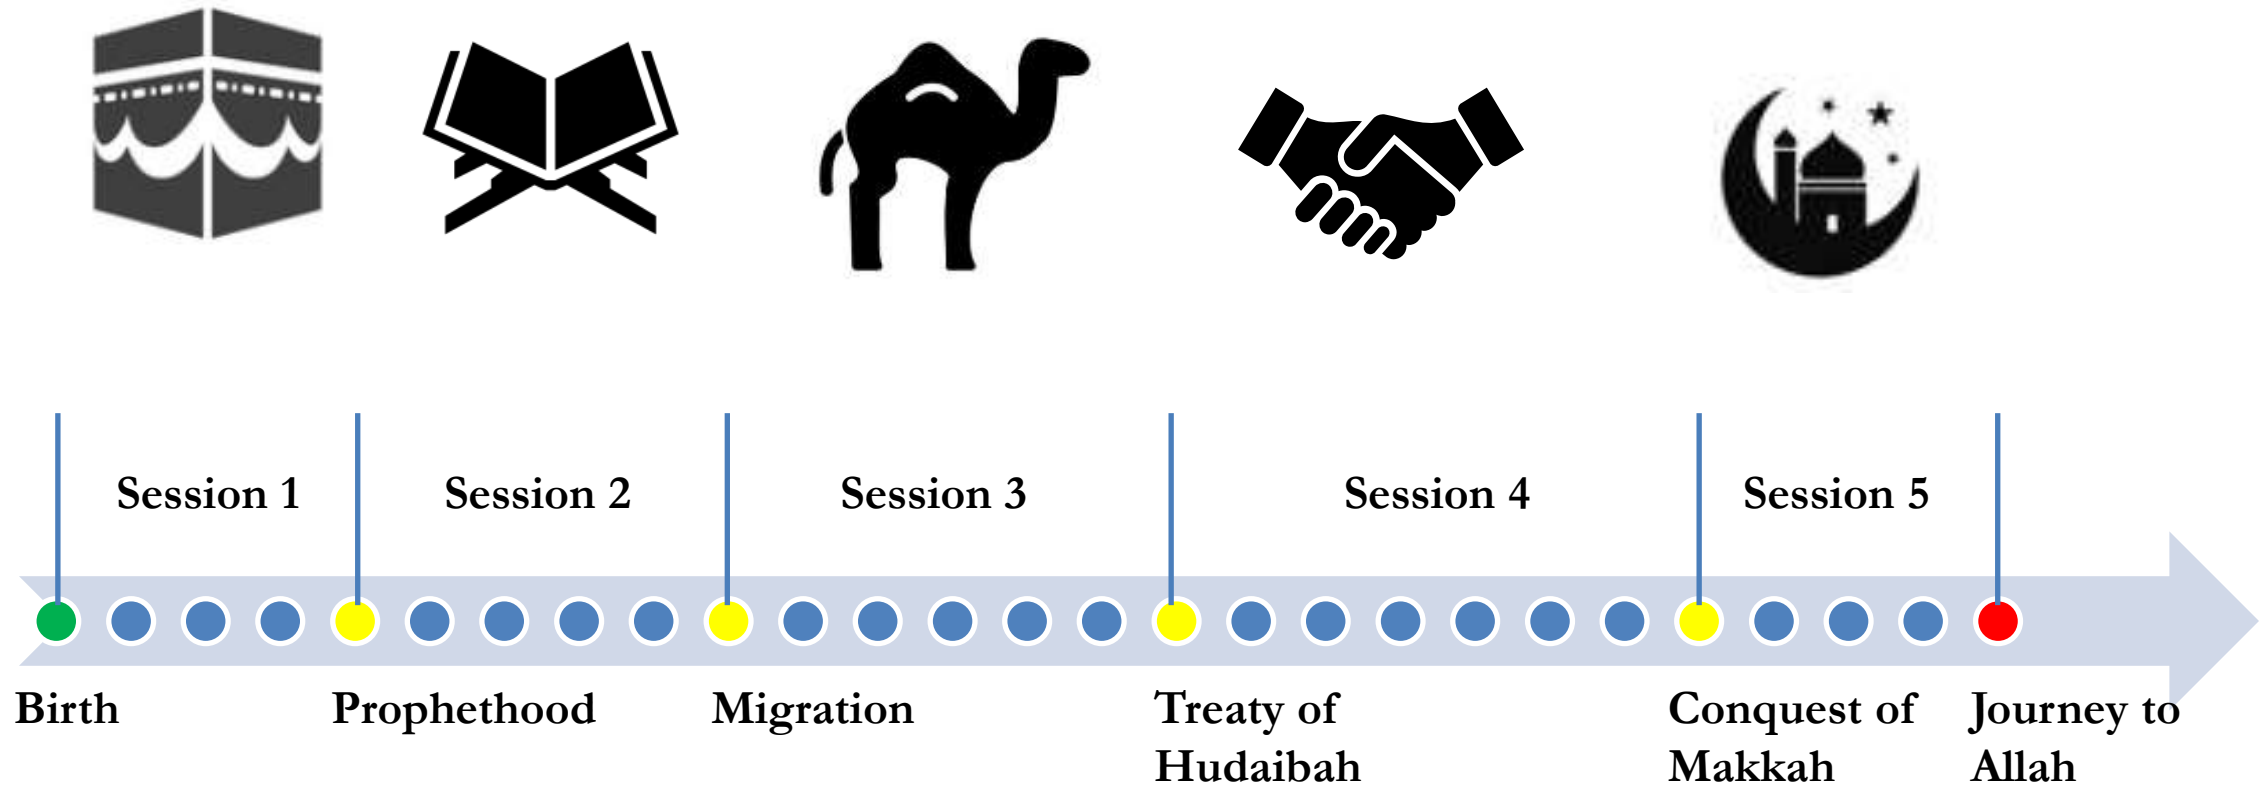 Session 1
Session 2
Session 3
Session 4
Session 5
Birth
Prophethood
Migration
Treaty of
Hudaibah
Conquest of
Makkah
Journey to
Allah